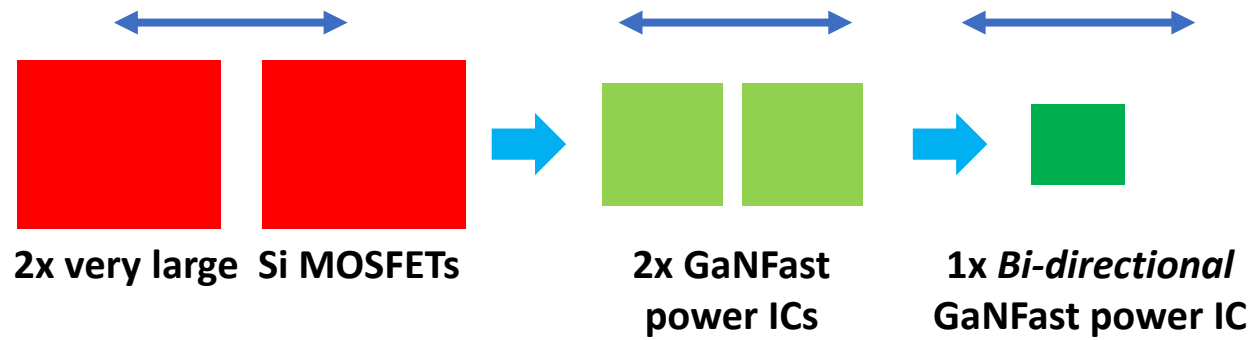 2x very large Si MOSFETs
2x GaNFast
power ICs
1x Bi-directional
GaNFast power IC